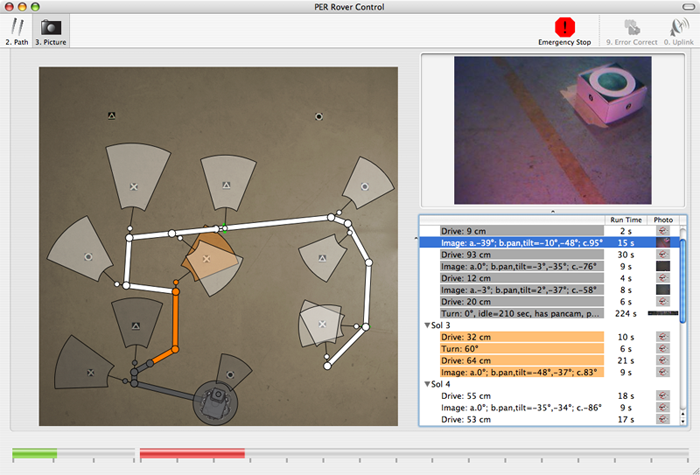 PER Rover Control
2. Path
3. Picture
Emergency Stop
9. Error Correct
0. Uplink
Run Time
Photo
Drive: 9 cm
2 s
Image: a.-39°; b.pan,tilt=-10°,-48°; c.95°
15 s
Drive: 93 cm
30 s
Image: a.0°; b.pan,tilt=-3°,-35°; c.-76°
9 s
Drive: 12 cm
4 s
Image: a.-3°; b.pan,tilt=2°,-37°; c.-58°
8 s
Drive: 20 cm
6 s
Turn: 0°, idle=210 sec, has pancam, p...
224 s
Sol 3
Drive: 32 cm
10 s
Turn: 60°
6 s
Drive: 64 cm
21 s
Image: a.0°; b.pan,tilt=-48°,-37°; c.83°
9 s
Sol 4
Drive: 55 cm
18 s
Image: a.0°; b.pan,tilt=-35°,-34°; c.-86°
9 s
Drive: 53 cm
17 s